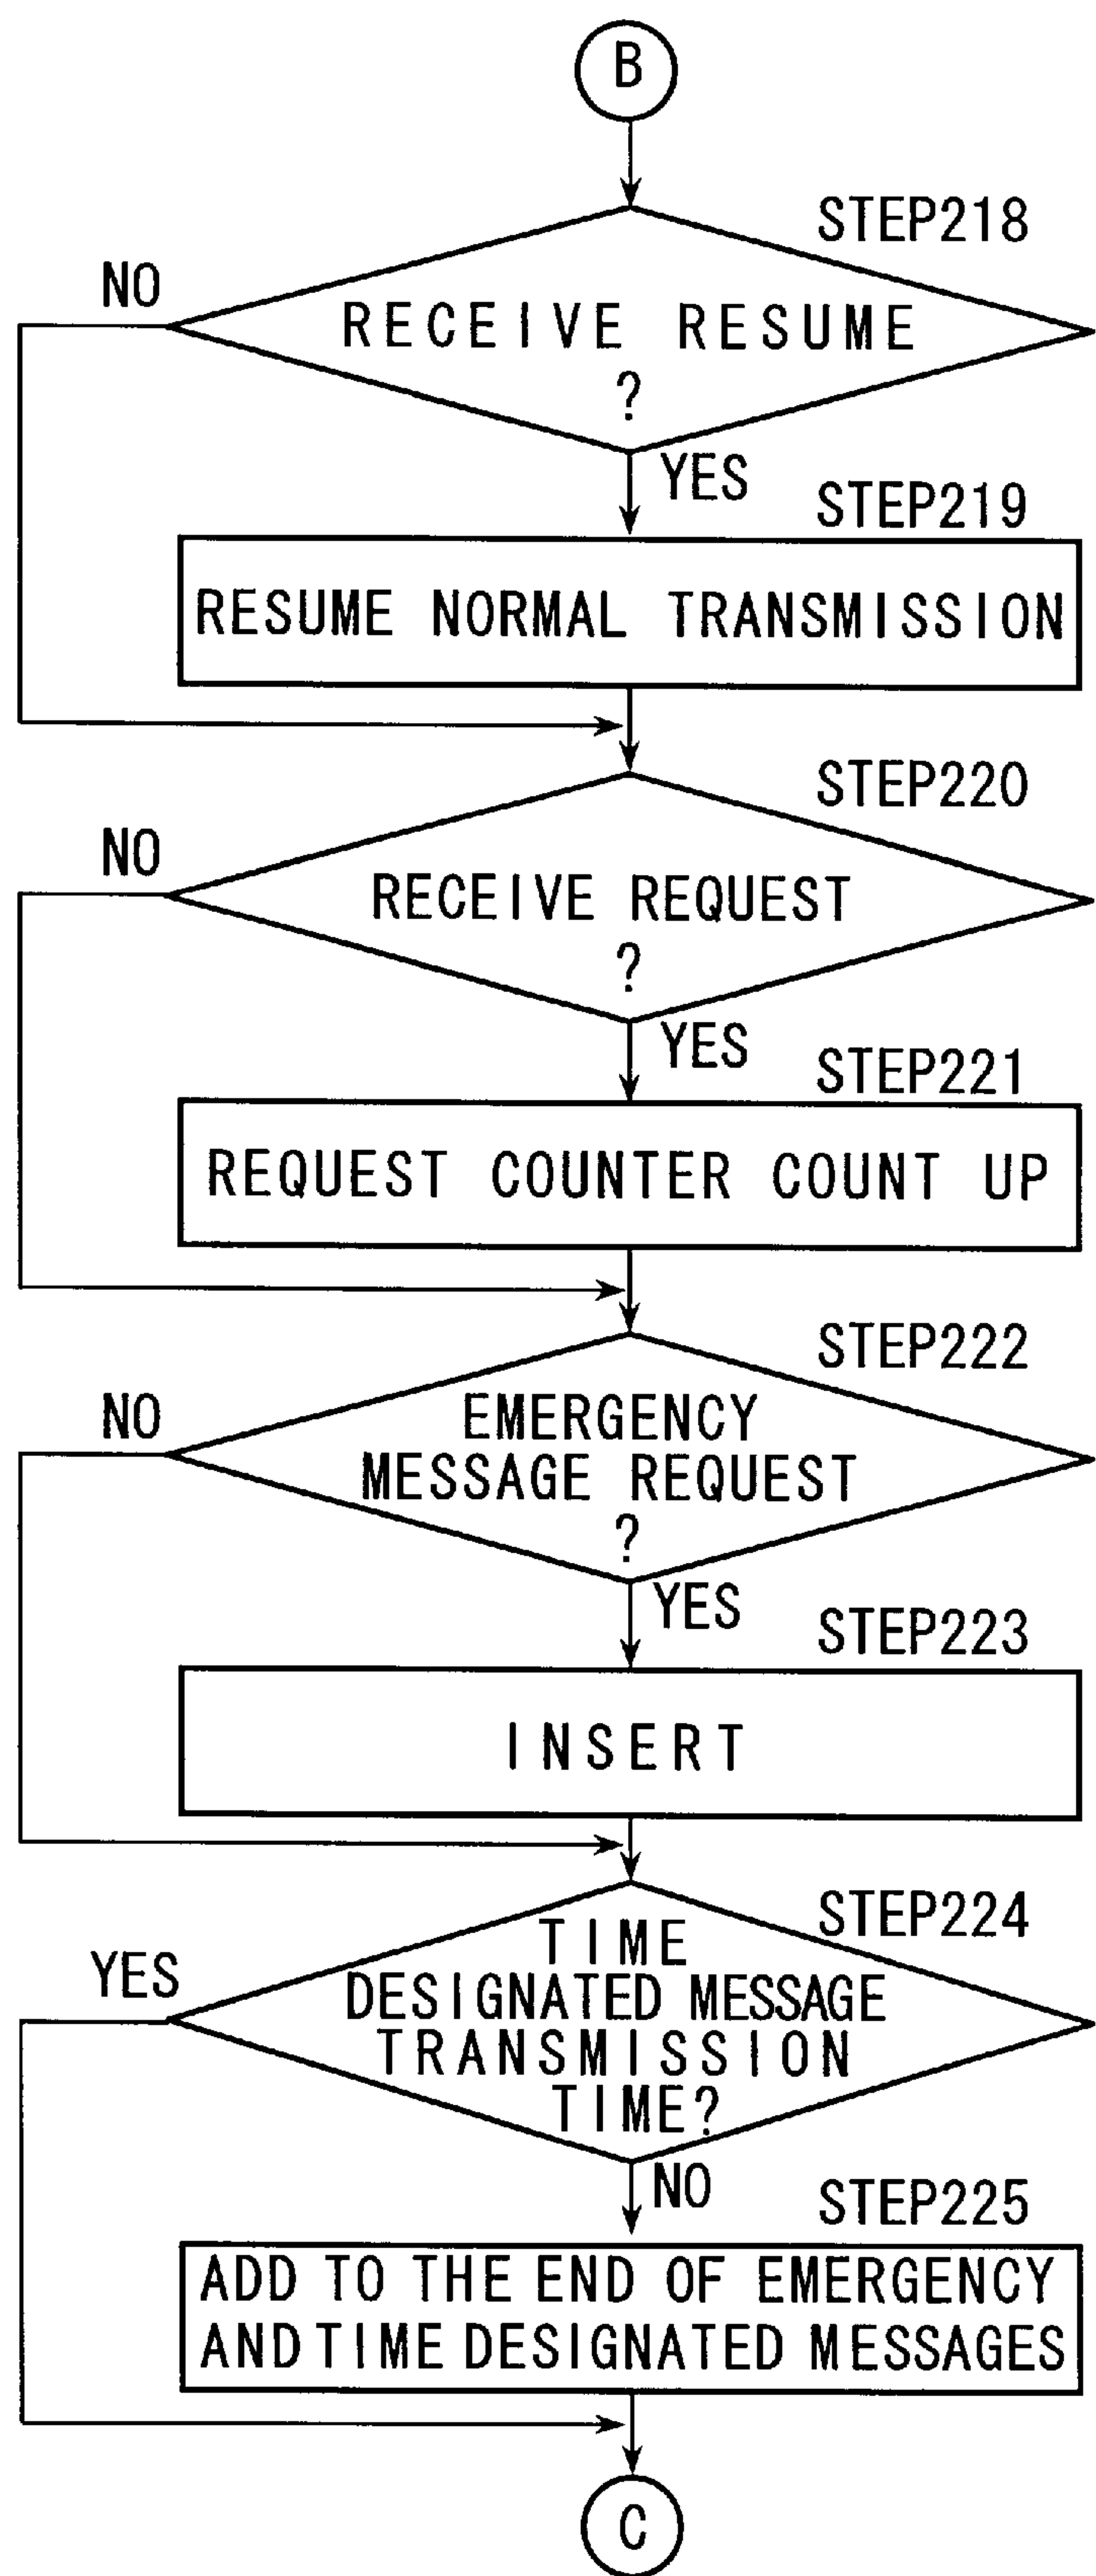 B
STEP218
NO
RECEIVE RESUME
?
YES
STEP219
RESUME NORMAL TRANSMISSION
STEP220
NO
RECEIVE REQUEST
?
YES
STEP221
REQUEST COUNTER COUNT UP
STEP222
NO
EMERGENCY
MESSAGE REQUEST
?
YES
STEP223
INSERT
STEP224
YES
TIME
DESIGNATED MESSAGE
TRANSMISSION
TIME?
NO
STEP225
ADD TO THE END OF EMERGENCY
AND TIME DESIGNATED MESSAGES
C